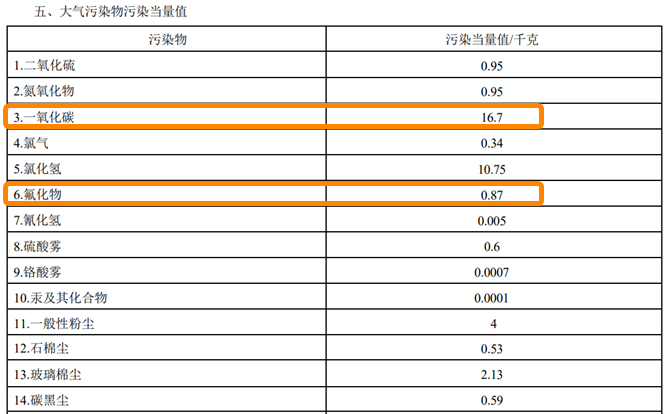 五、大气污染物污染当量值
污染物 污染当量值/千克
1.二氧化硫 0.95
2.氮氧化物 0.95
3.一氧化碳 16.7
4.氯气 0.34
5.氯化氢 10.75
6.氟化物 0.87
7.氰化氢 0.005
8.硫酸雾 0.6
9.铬酸雾 0.0007
10.汞及其化合物 0.0001
11.一般性粉尘 4
12.石棉尘 0.53
13.玻璃棉尘 2.13
14.碳黑尘 0.59